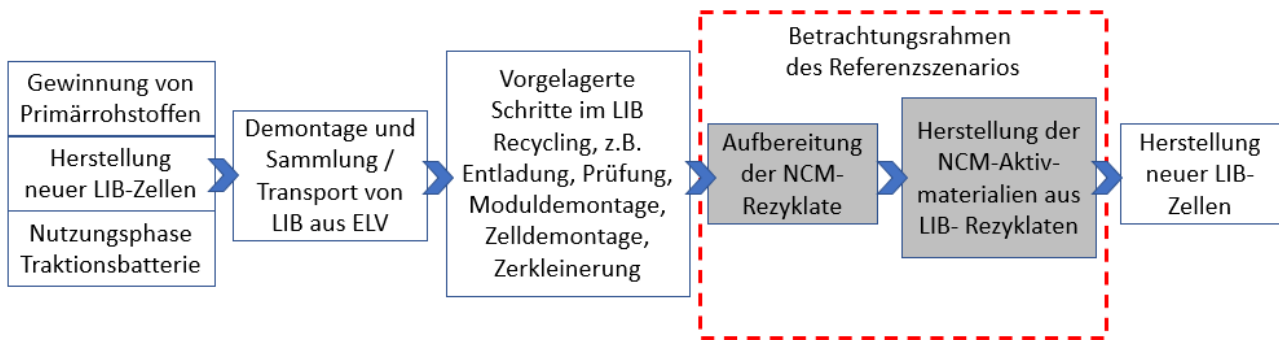 Gewinnung von
Primärrohstoffen
Herstellung
neuer LIB-Zellen
Nutzungsphase
Traktionsbatterie
Demontage und
Sammlung /
Transport von
LIB aus ELV
Vorgelagerte
Schritte im LIB
Recycling, z.B.
Entladung, Prüfung,
Moduldemontage,
Zelldemontage,
Zerkleinerung
Betrachtungsrahmen
des Referenzszenarios
Aufbereitung
der NCM-
Rezyklate
Herstellung der
NCM-Aktiv-
materialien aus
LIB- Rezyklaten
Herstellung
neuer LIB-
Zellen